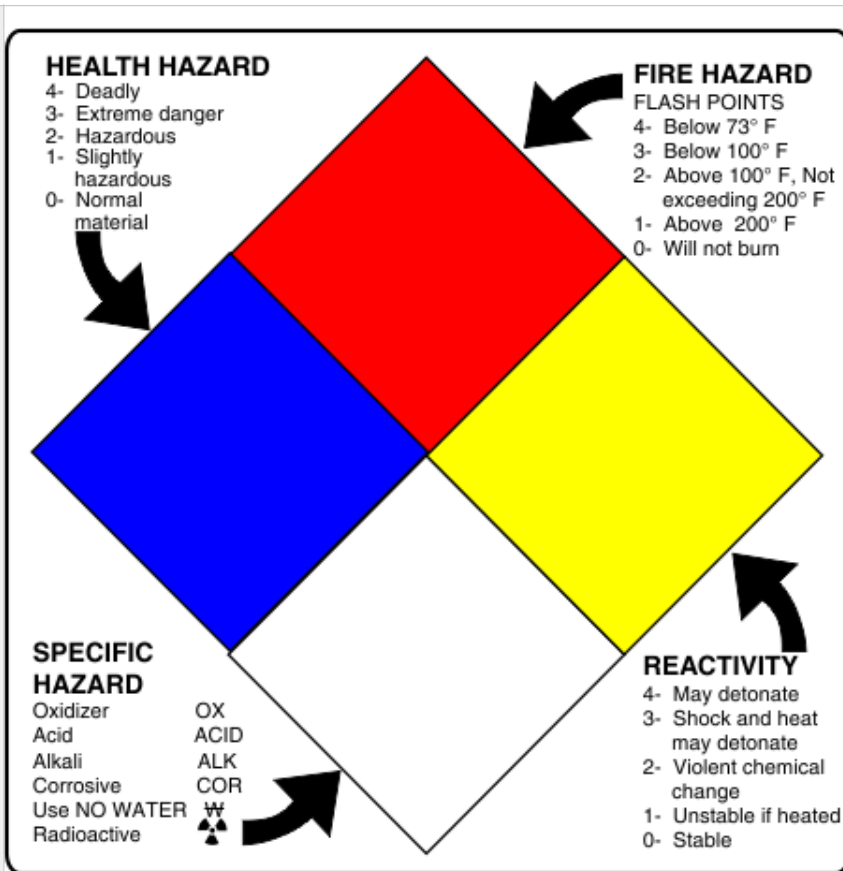 HEALTH HAZARD
4- Deadly
3- Extreme danger
2- Hazardous
1- Slightly
hazardous
0- Normal
material
FIRE HAZARD
FLASH POINTS
4- Below 73° F
3- Below 100° F
2- Above 100° F, Not
exceeding 200° F
1- Above 200° F
0- Will not burn
SPECIFIC
HAZARD
Oxidizer OX
Acid ACID
Alkali ALK
Corrosive COR
Use NO WATER W̶
Radioactive ☢
REACTIVITY
4- May detonate
3- Shock and heat
may detonate
2- Violent chemical
change
1- Unstable if heated
0- Stable